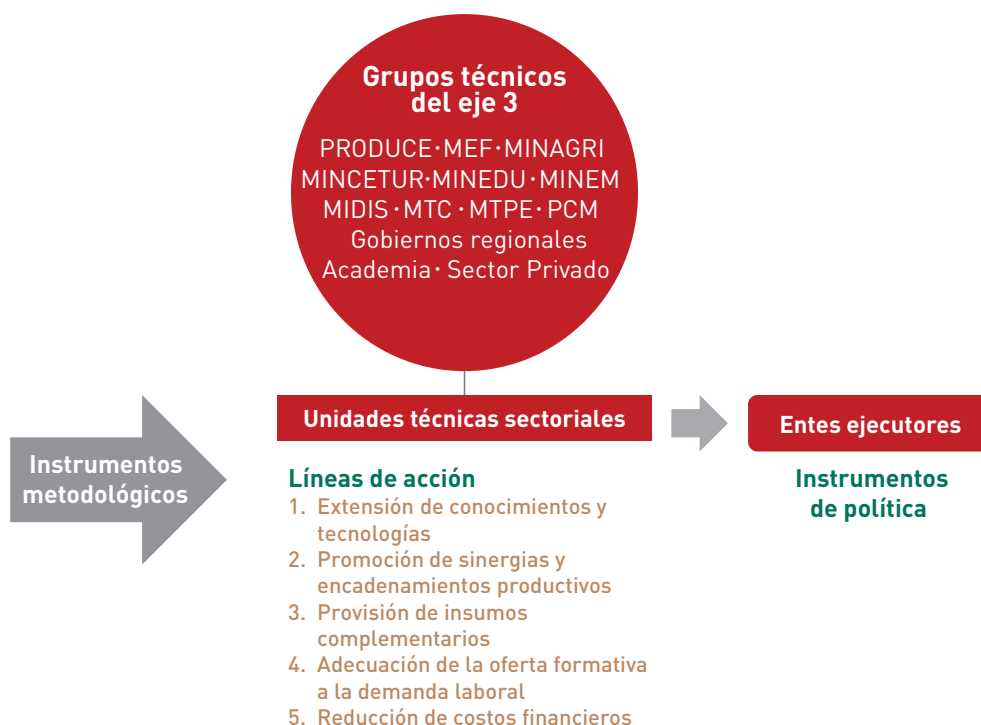 Grupos técnicos
del eje 3
PRODUCE·MEF·MINAGRI
MINCETUR·MINEDU·MINEM
MIDIS·MTC·MTPE·PCM
Gobiernos regionales
Academia·Sector Privado
Instrumentos
metodológicos
Unidades técnicas sectoriales
Líneas de acción
1. Extensión de conocimientos y
tecnologías
2. Promoción de sinergias y
encadenamientos productivos
3. Provisión de insumos
complementarios
4. Adecuación de la oferta formativa
a la demanda laboral
5. Reducción de costos financieros
Entes ejecutores
Instrumentos
de política